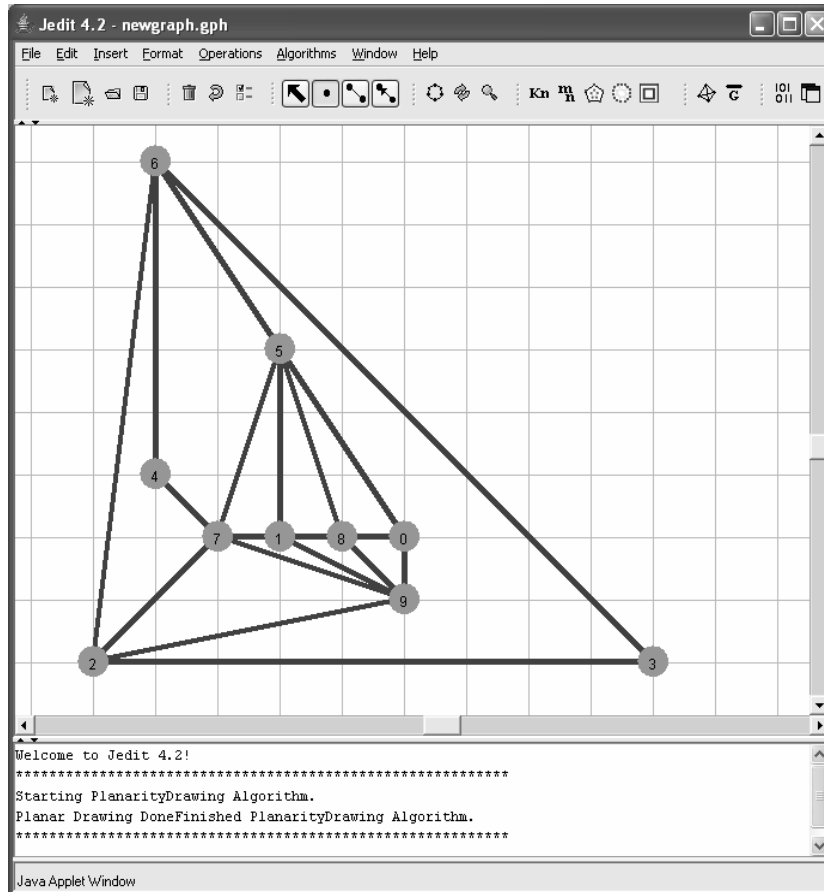 Jedit 4.2 - newgraph.gph
File Edit Insert Format Operations Algorithms Window Help
Kn m n G 101 011
6
5
4
7 1 8 0
9
2 3
Welcome to Jedit 4.2!
************************************************************
Starting PlanarityDrawing Algorithm.
Planar Drawing DoneFinished PlanarityDrawing Algorithm.
************************************************************
Java Applet Window